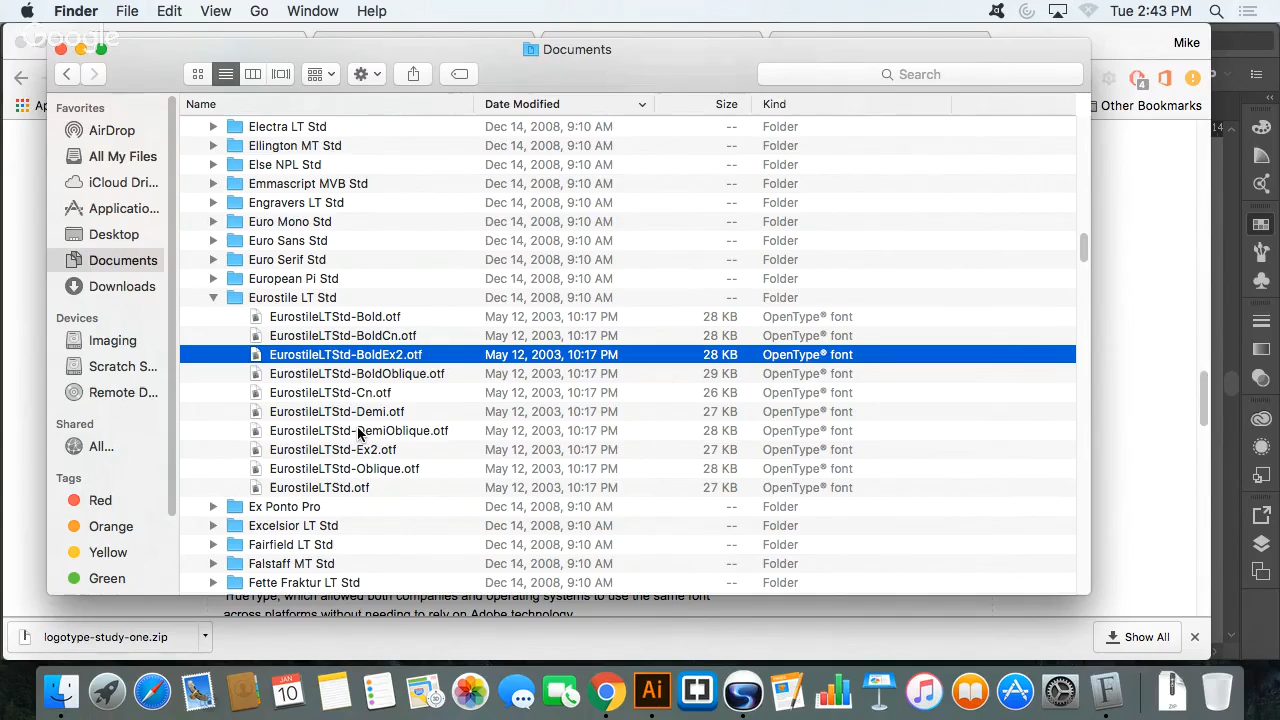 Finder File Edit View Go Window Help Tue 2:43 PM
Google
Documents
Mike
Search
4
Ap
Other Bookmarks
14
Favorites
AirDrop
All My Files
iCloud Dri...
Applicatio...
Desktop
Documents
Downloads
Devices
Imaging
Scratch S...
Remote D...
Shared
All...
Tags
Red
Orange
Yellow
Green
Name Date Modified Size Kind
Electra LT Std Dec 14, 2008, 9:10 AM -- Folder
Ellington MT Std Dec 14, 2008, 9:10 AM -- Folder
Else NPL Std Dec 14, 2008, 9:10 AM -- Folder
Emmascript MVB Std Dec 14, 2008, 9:10 AM -- Folder
Engravers LT Std Dec 14, 2008, 9:10 AM -- Folder
Euro Mono Std Dec 14, 2008, 9:10 AM -- Folder
Euro Sans Std Dec 14, 2008, 9:10 AM -- Folder
Euro Serif Std Dec 14, 2008, 9:10 AM -- Folder
European Pi Std Dec 14, 2008, 9:10 AM -- Folder
Eurostile LT Std Dec 14, 2008, 9:10 AM -- Folder
EurostileLTStd-Bold.otf May 12, 2003, 10:17 PM 28 KB OpenType® font
EurostileLTStd-BoldCn.otf May 12, 2003, 10:17 PM 28 KB OpenType® font
EurostileLTStd-BoldEx2.otf May 12, 2003, 10:17 PM 28 KB OpenType® font
EurostileLTStd-BoldOblique.otf May 12, 2003, 10:17 PM 29 KB OpenType® font
EurostileLTStd-Cn.otf May 12, 2003, 10:17 PM 26 KB OpenType® font
EurostileLTStd-Demi.otf May 12, 2003, 10:17 PM 27 KB OpenType® font
EurostileLTStd-DemiOblique.otf May 12, 2003, 10:17 PM 28 KB OpenType® font
EurostileLTStd-Ex2.otf May 12, 2003, 10:17 PM 27 KB OpenType® font
EurostileLTStd-Oblique.otf May 12, 2003, 10:17 PM 28 KB OpenType® font
EurostileLTStd.otf May 12, 2003, 10:17 PM 27 KB OpenType® font
Ex Ponto Pro Dec 14, 2008, 9:10 AM -- Folder
Excelsior LT Std Dec 14, 2008, 9:10 AM -- Folder
Fairfield LT Std Dec 14, 2008, 9:10 AM -- Folder
Falstaff MT Std Dec 14, 2008, 9:10 AM -- Folder
Fette Fraktur LT Std Dec 14, 2008, 9:10 AM -- Folder
TrueType, which allowed both companies and operating systems to use the same font
across platforms without needing to rely on Adobe technology.
logotype-study-one.zip
Show All
JAN
10
30
Ai
F
ZIP